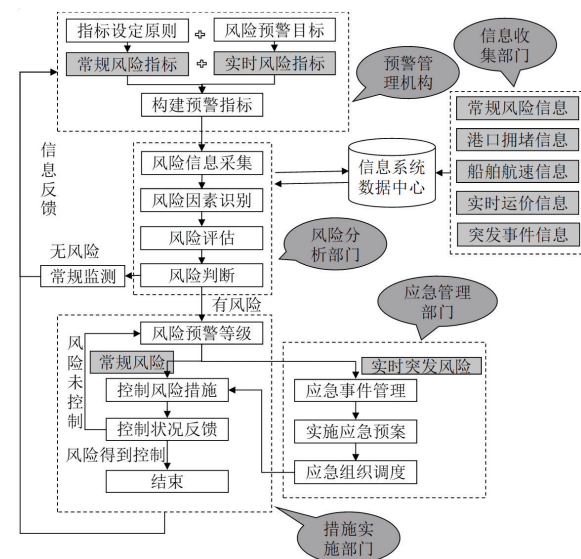 指标设定原则
风险预警目标
常规风险指标
实时风险指标
构建预警指标
预警管
理机构
信息收
集部门
常规风险信息
港口拥堵信息
船舶航速信息
实时运价信息
突发事件信息
信息系统
数据中心
信息反馈
风险信息采集
风险因素识别
风险评估
风险判断
风险分
析部门
无风险
常规监测
有风险
应急管理
部门
风险预警等级
常规风险
实时突发风险
风险未控制
控制风险措施
控制状况反馈
风险得到控制
结束
应急事件管理
实施应急预案
应急组织调度
措施实
施部门